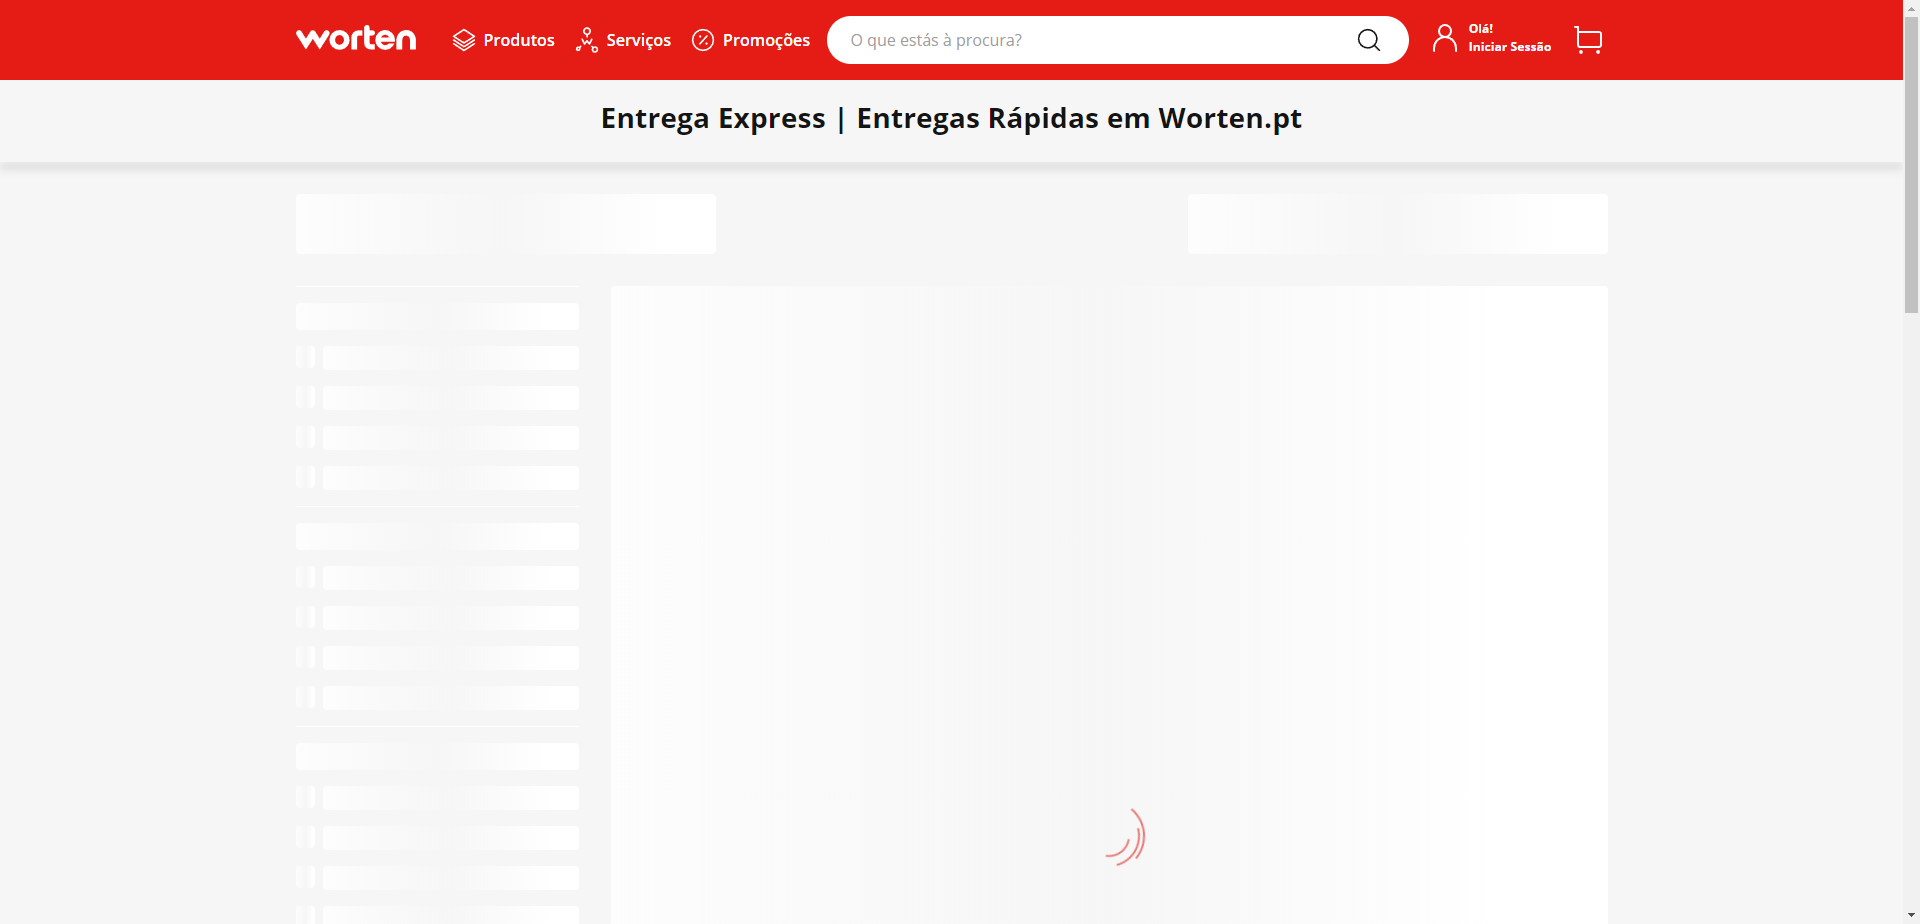 worten
Produtos
Serviços
Promoções
O que estás à procura?
Olá!
Iniciar Sessão
Entrega Express | Entregas Rápidas em Worten.pt